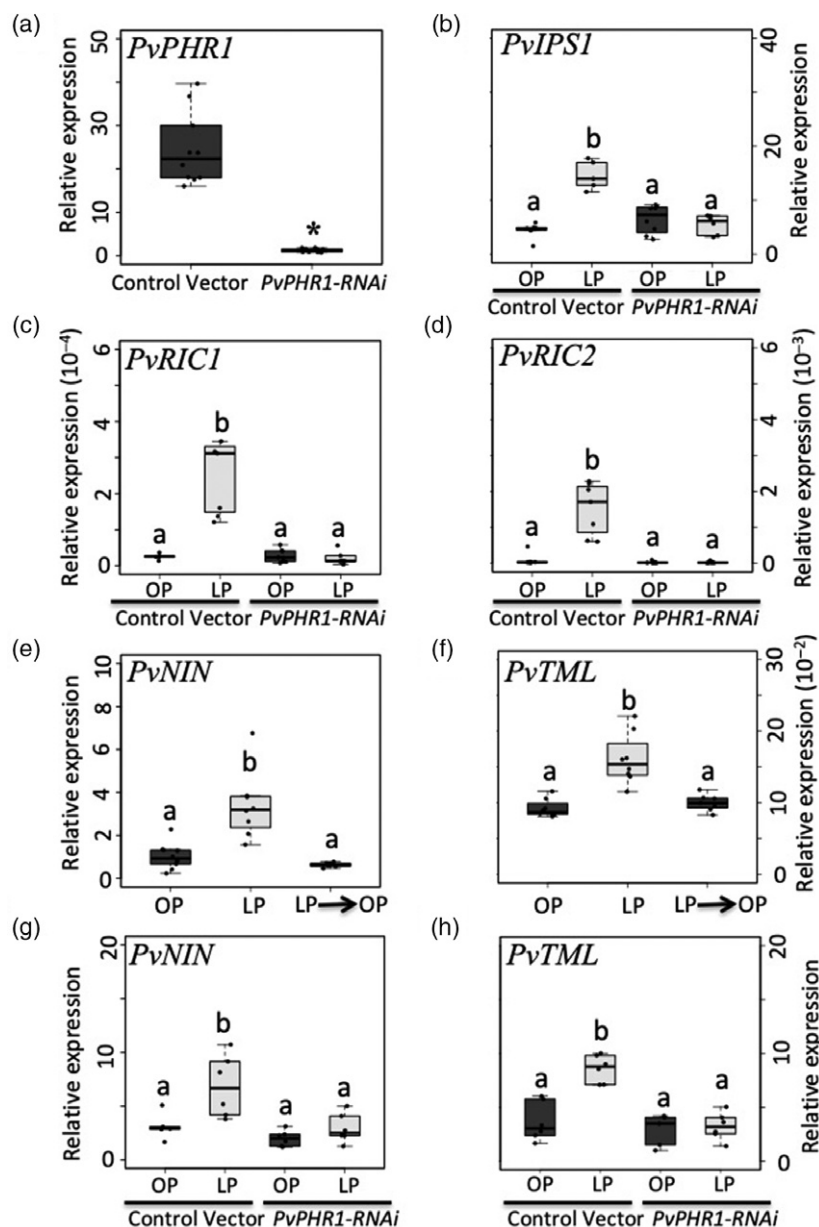 (a)
PvPHR1
Relative expression
50
30
10
0
*
Control Vector PvPHR1-RNAi
(b)
PvIPS1
Relative expression
40
20
0
a b a a
OP LP OP LP
Control Vector PvPHR1-RNAi
(c)
PvRIC1
Relative expression (10⁻⁴)
6
4
2
0
a b a a
OP LP OP LP
Control Vector PvPHR1-RNAi
(d)
PvRIC2
Relative expression (10⁻³)
6
4
2
0
a b a a
OP LP OP LP
Control Vector PvPHR1-RNAi
(e)
PvNIN
Relative expression
10
8
6
4
2
0
a b a
OP LP LP → OP
(f)
PvTML
Relative expression (10⁻²)
30
20
10
0
a b a
OP LP LP → OP
(g)
PvNIN
Relative expression
20
10
0
a b a a
OP LP OP LP
Control Vector PvPHR1-RNAi
(h)
PvTML
Relative expression
20
10
0
a b a a
OP LP OP LP
Control Vector PvPHR1-RNAi